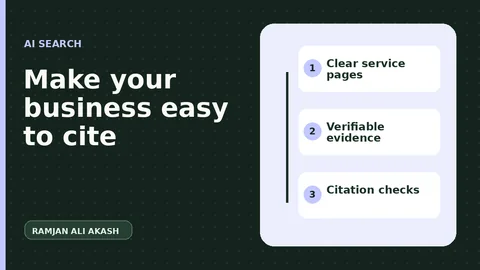 AI SEARCH
Make your
business easy
to cite
RAMJAN ALI AKASH
1
Clear service
pages
2
Verifiable
evidence
3
Citation checks